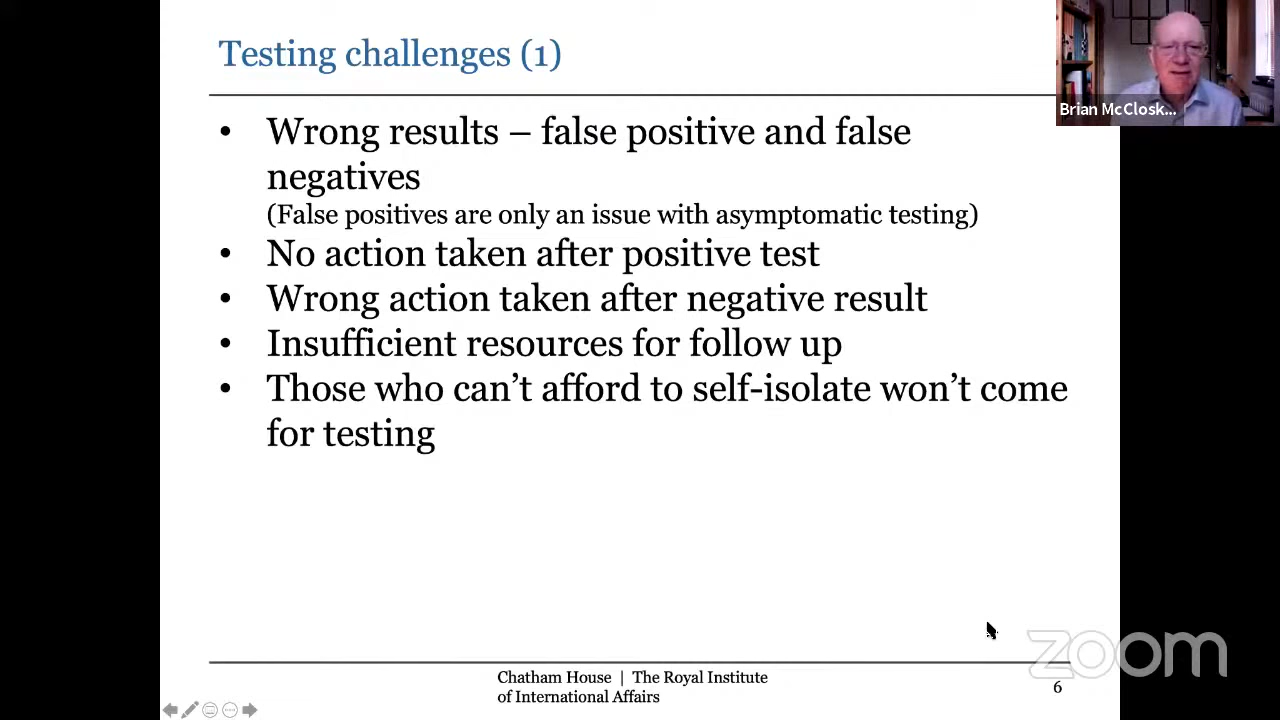 Testing challenges (1)
Brian McClosk...
• Wrong results – false positive and false
negatives
(False positives are only an issue with asymptomatic testing)
• No action taken after positive test
• Wrong action taken after negative result
• Insufficient resources for follow up
• Those who can’t afford to self-isolate won’t come
for testing
zoom
Chatham House | The Royal Institute
of International Affairs
6